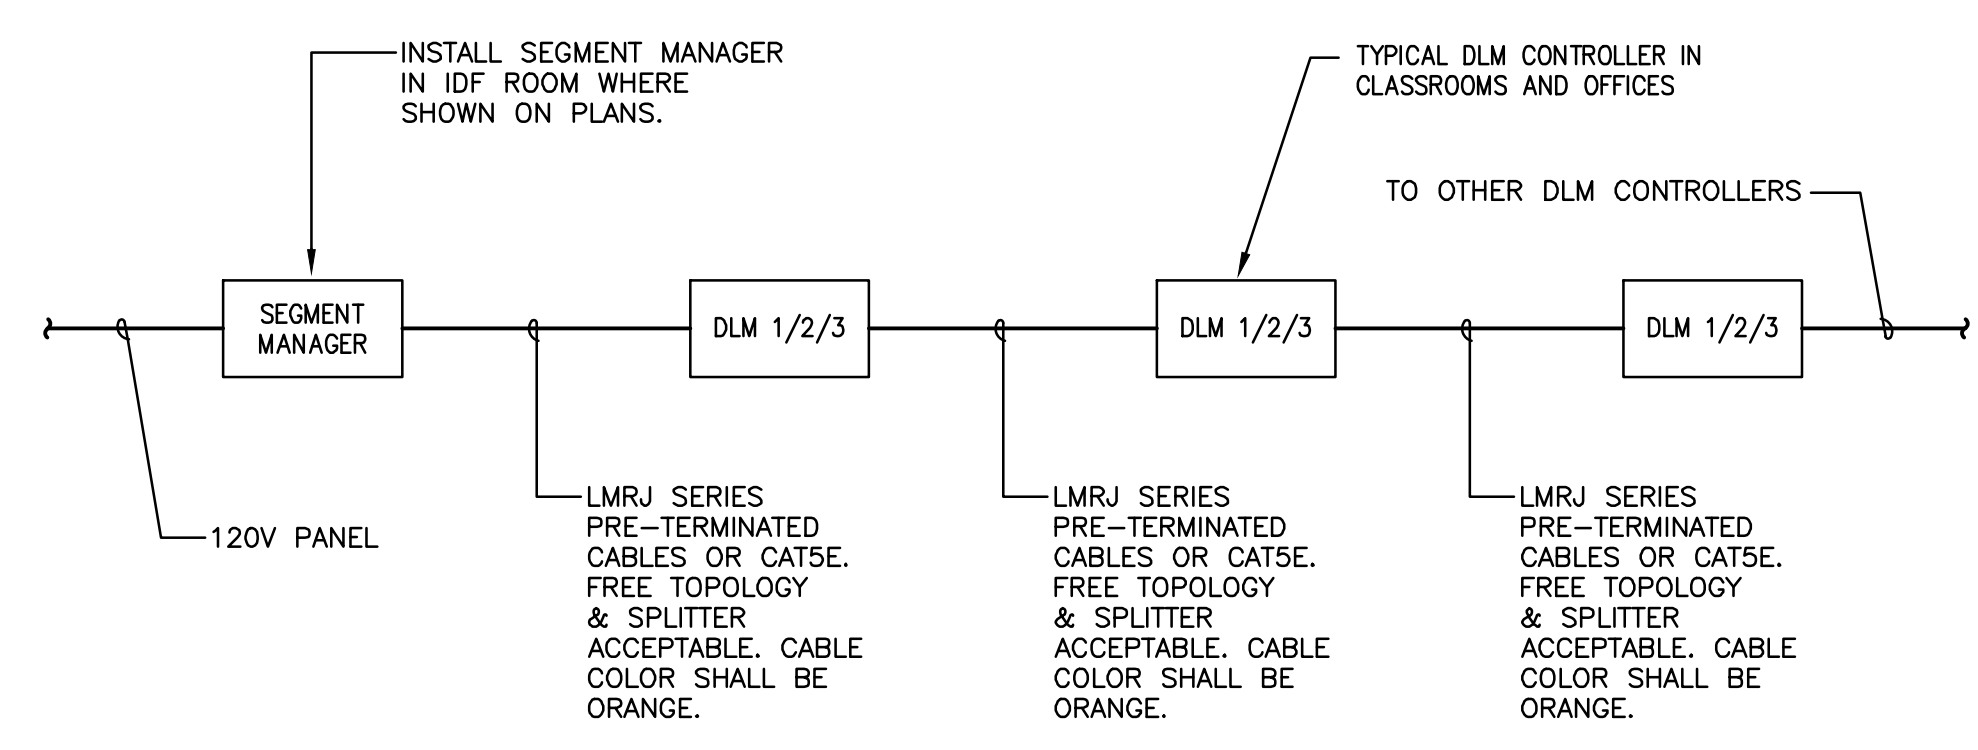 INSTALL SEGMENT MANAGER
IN IDF ROOM WHERE
SHOWN ON PLANS.
TYPICAL DLM CONTROLLER IN
CLASSROOMS AND OFFICES
TO OTHER DLM CONTROLLERS
SEGMENT
MANAGER
DLM 1/2/3
DLM 1/2/3
DLM 1/2/3
120V PANEL
LMRJ SERIES
PRE-TERMINATED
CABLES OR CAT5E.
FREE TOPOLOGY
& SPLITTER
ACCEPTABLE. CABLE
COLOR SHALL BE
ORANGE.
LMRJ SERIES
PRE-TERMINATED
CABLES OR CAT5E.
FREE TOPOLOGY
& SPLITTER
ACCEPTABLE. CABLE
COLOR SHALL BE
ORANGE.
LMRJ SERIES
PRE-TERMINATED
CABLES OR CAT5E.
FREE TOPOLOGY
& SPLITTER
ACCEPTABLE. CABLE
COLOR SHALL BE
ORANGE.